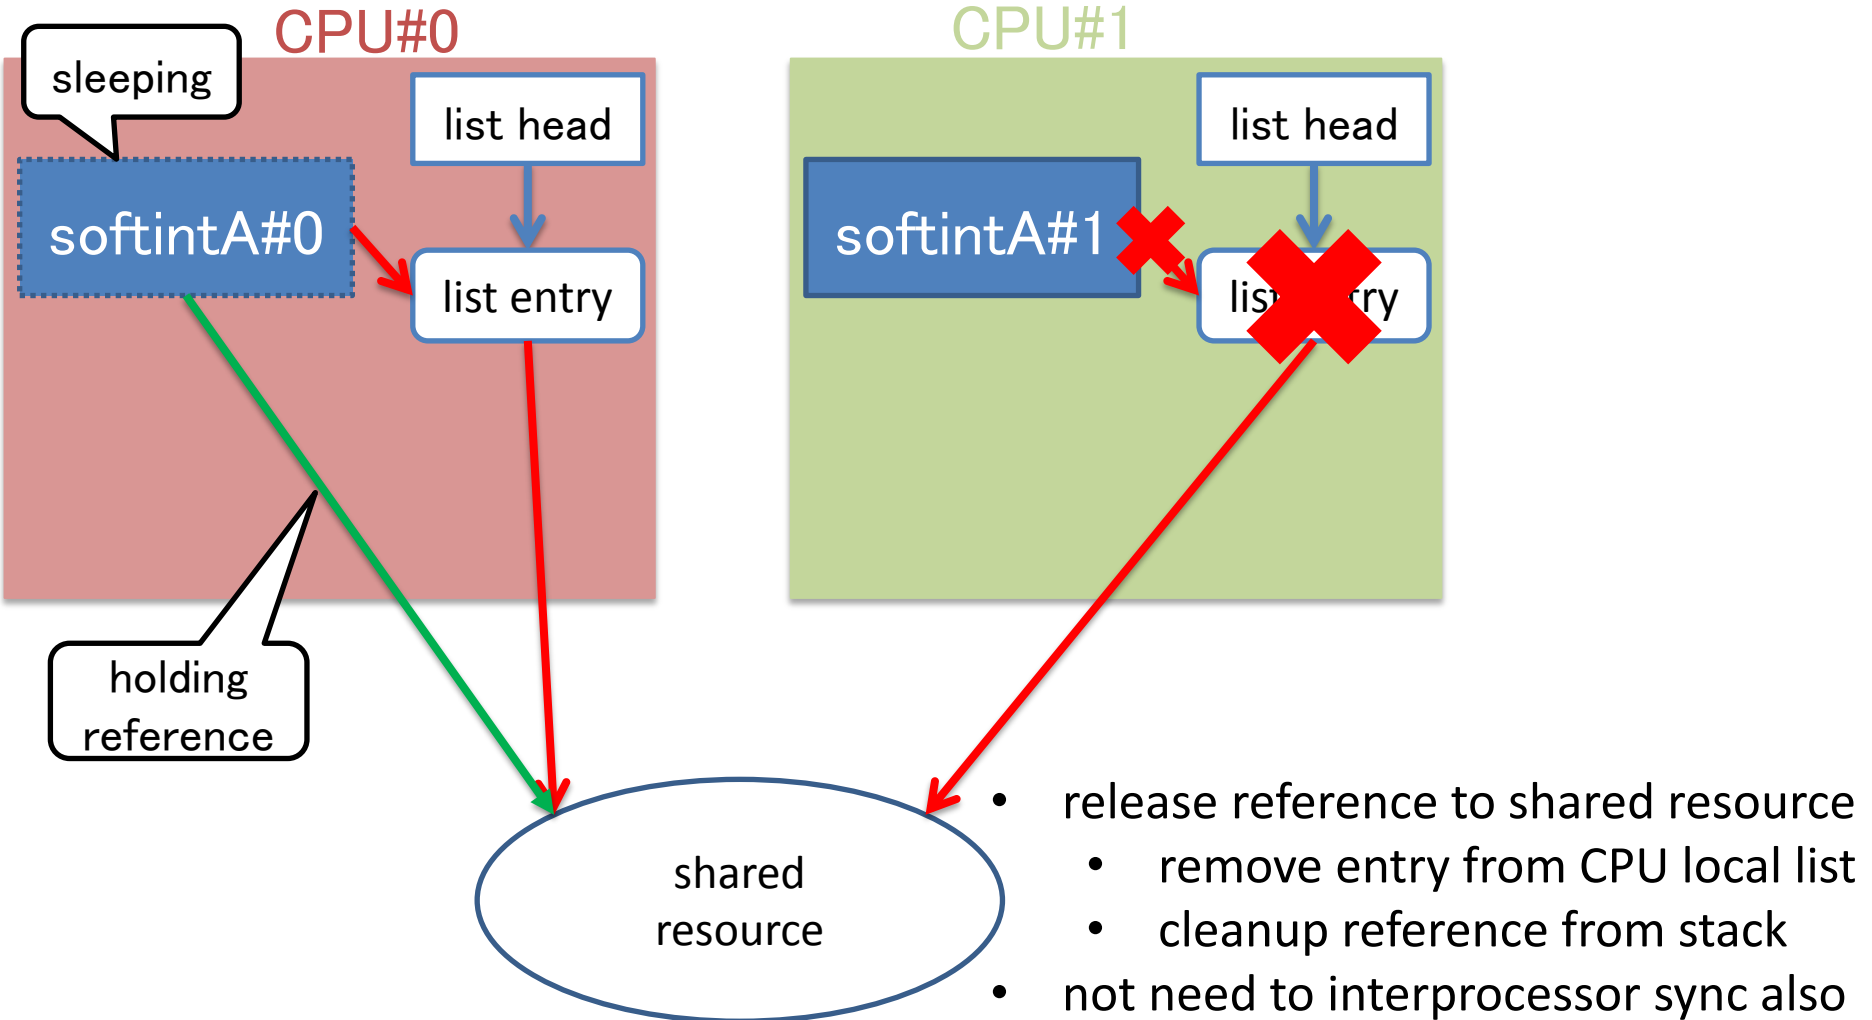 CPU#0
CPU#1
sleeping
list head
list head
softintA#0
softintA#1
list entry
holding
reference
shared
resource
• release reference to shared resource
• remove entry from CPU local list
• cleanup reference from stack
• not need to interprocessor sync also